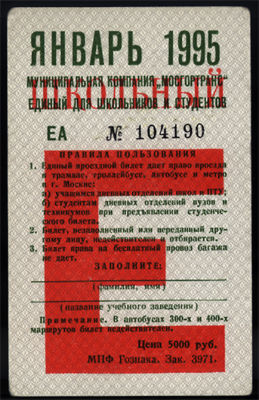 ЯНВАРЬ 1995
МУНИЦИПАЛЬНАЯ КОМПАНИЯ „МОСГОРТРАНС“
ШКОЛЬНЫЙ
ЕДИНЫЙ ДЛЯ ШКОЛЬНИКОВ И СТУДЕНТОВ
ЕА № 104190
ПРАВИЛА ПОЛЬЗОВАНИЯ
1. Единый проездной билет дает право проезда
в трамвае, троллейбусе, автобусе и метро
и г. Москве:
а) учащимся дневных отделений школ и ПТУ;
б) студентам дневных отделений вузов и
техникумов при предъявлении студенчес-
кого билета.
2. Билет, незаполненный или переданный дру-
гому лицу, недействителен и отбирается.
3. Билет права на бесплатный провоз багажа
не дает.
ЗАПОЛНИТЕ:
(фамилия, имя)
(название учебного заведения)
Примечание. В автобусах 300-х и 400-х
маршрутов билет недействителен.
Цена 5000 руб.
МПФ Гознака. Зак. 3971.